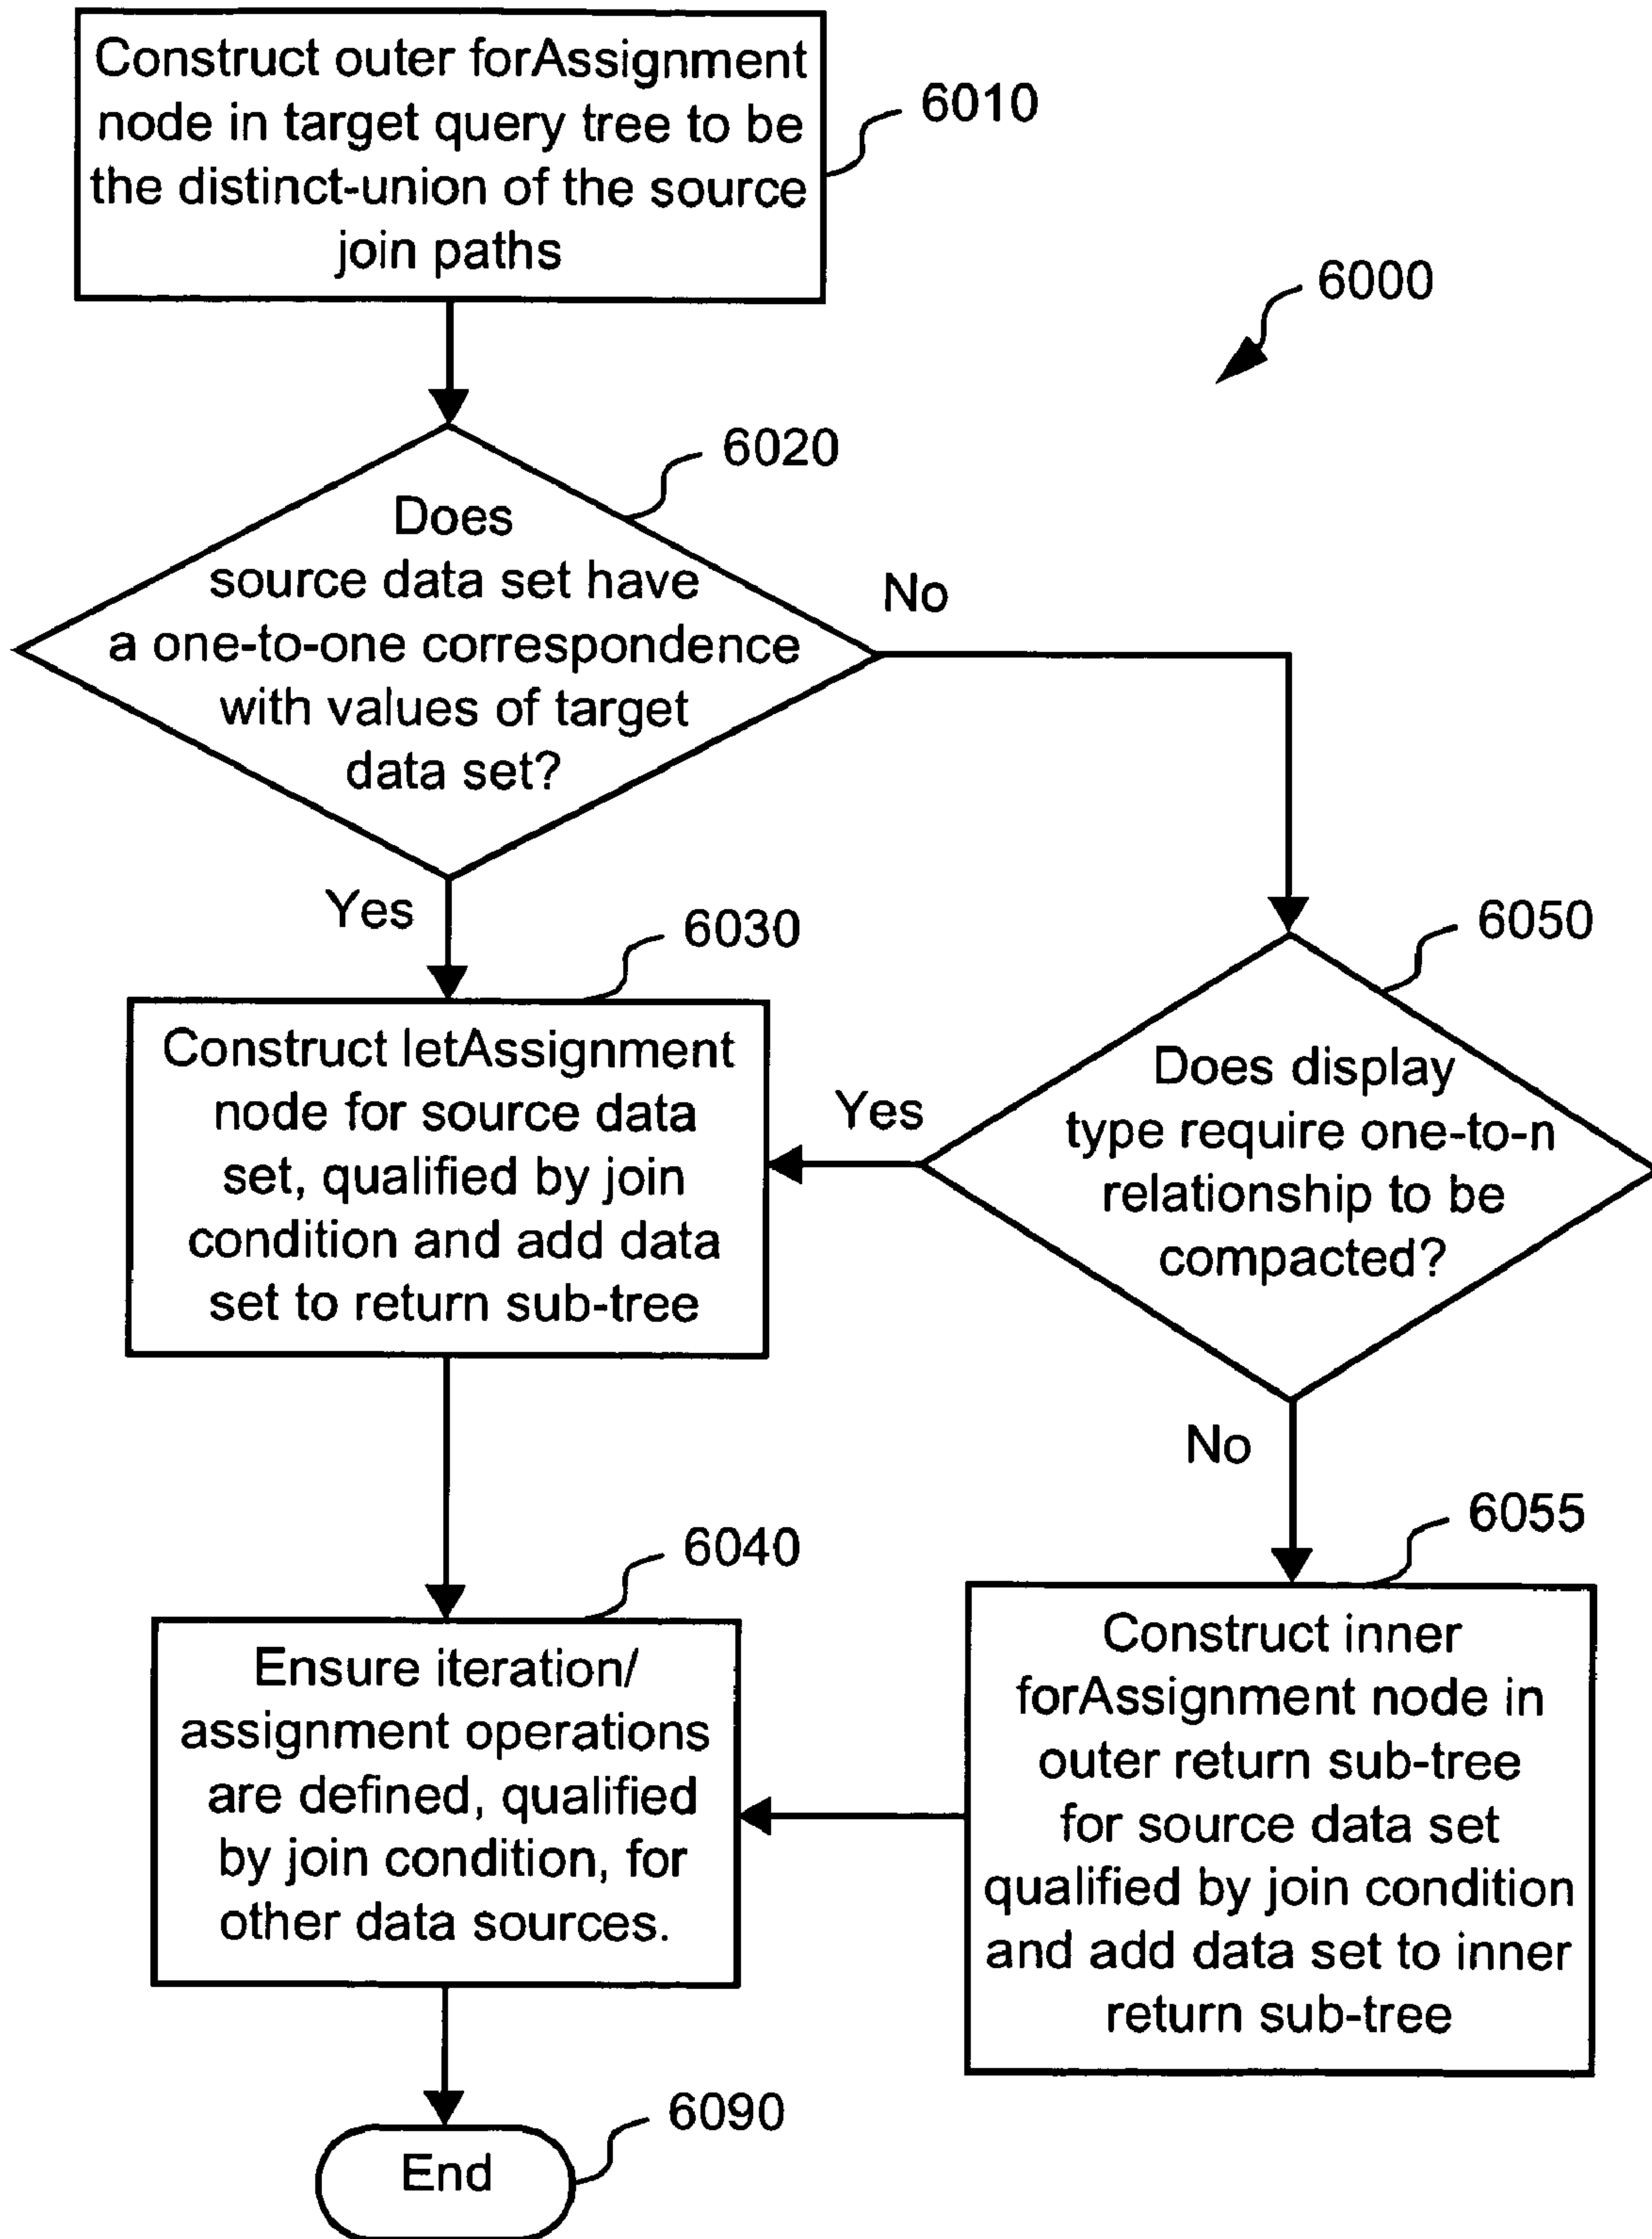 Construct outer forAssignment
node in target query tree to be
the distinct-union of the source
join paths
6010
6000
6020
Does
source data set have
a one-to-one correspondence
with values of target
data set?
No
Yes
6030
Construct letAssignment
node for source data
set, qualified by join
condition and add data
set to return sub-tree
6050
Does display
type require one-to-n
relationship to be
compacted?
Yes
No
6040
Ensure iteration/
assignment operations
are defined, qualified
by join condition, for
other data sources.
6055
Construct inner
forAssignment node in
outer return sub-tree
for source data set
qualified by join condition
and add data set to inner
return sub-tree
6090
End